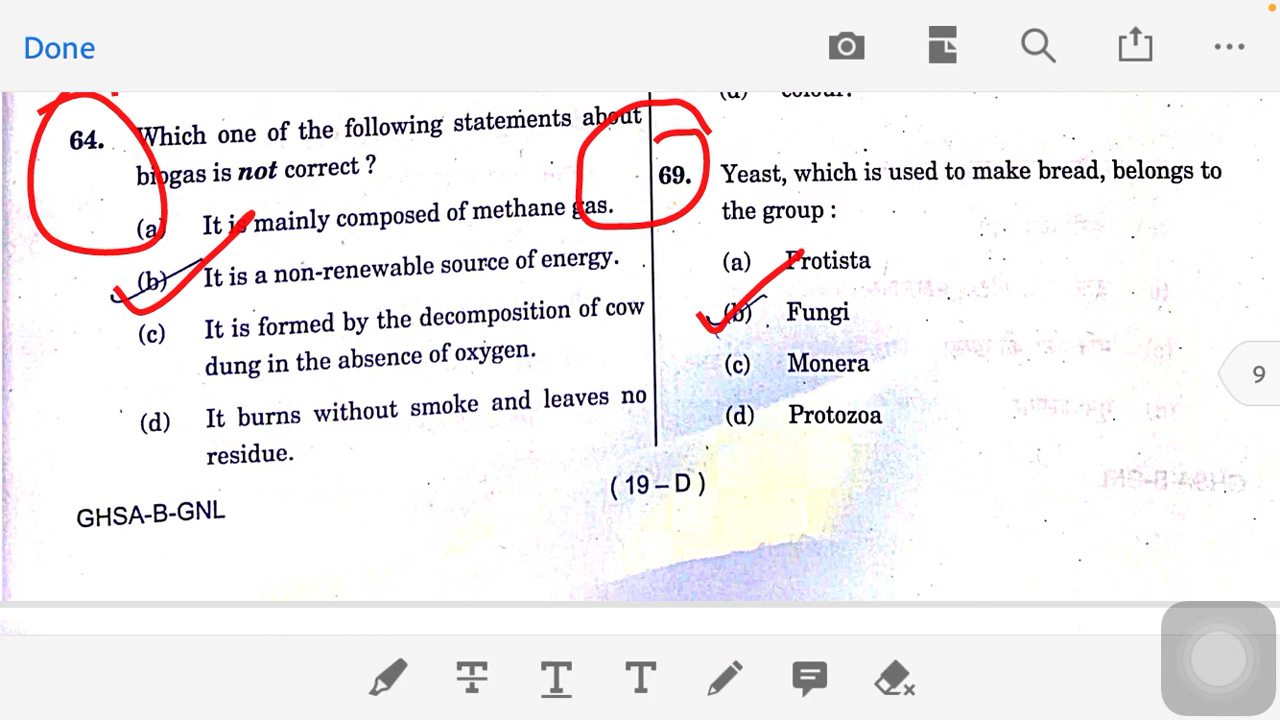 Done
64. Which one of the following statements about
biogas is not correct ?
(a) It is mainly composed of methane gas.
(b) It is a non-renewable source of energy.
(c) It is formed by the decomposition of cow
dung in the absence of oxygen.
(d) It burns without smoke and leaves no
residue.
GHSA-B-GNL
(d) colour.
69. Yeast, which is used to make bread, belongs to
the group :
(a) Protista
(b) Fungi
(c) Monera
(d) Protozoa
( 19 – D )
9